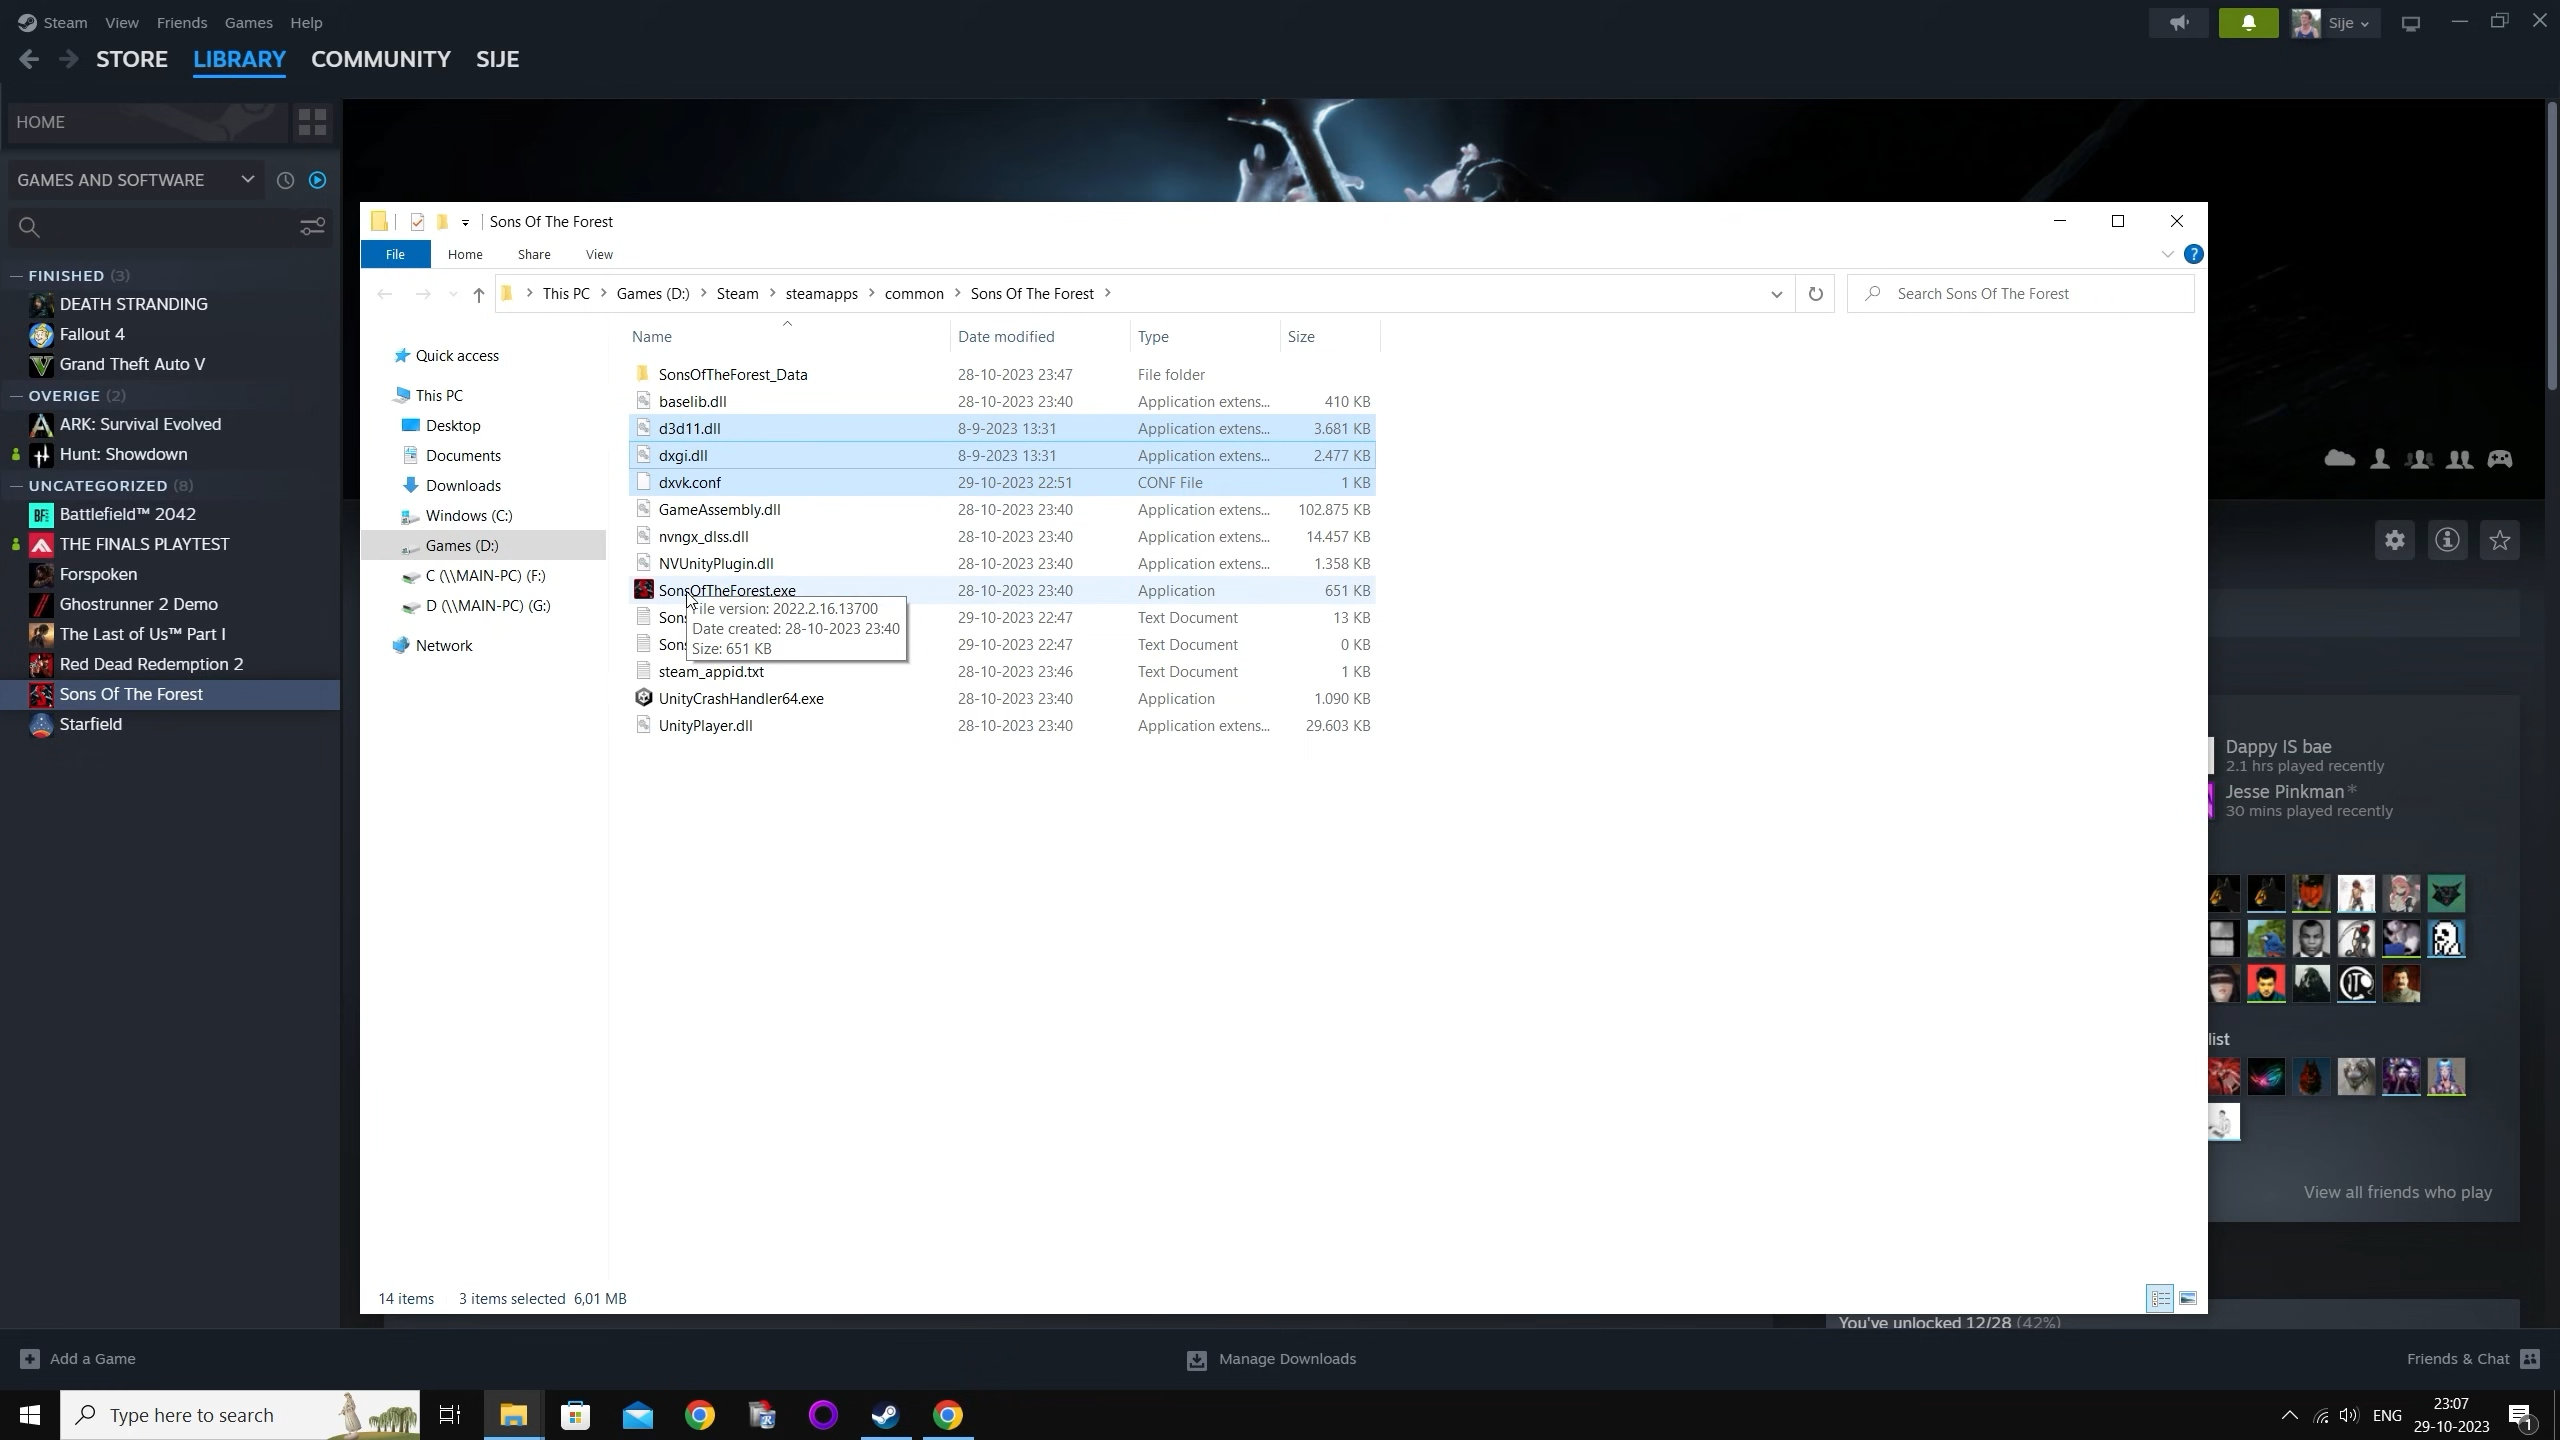 Steam View Friends Games Help
Sije
STORE LIBRARY COMMUNITY SIJE
HOME
GAMES AND SOFTWARE
— FINISHED (3)
DEATH STRANDING
Fallout 4
Grand Theft Auto V
— OVERIGE (2)
ARK: Survival Evolved
Hunt: Showdown
— UNCATEGORIZED (8)
Battlefield™ 2042
THE FINALS PLAYTEST
Forspoken
Ghostrunner 2 Demo
The Last of Us™ Part I
Red Dead Redemption 2
Sons Of The Forest
Starfield
Sons Of The Forest
File Home Share View
This PC > Games (D:) > Steam > steamapps > common > Sons Of The Forest >
Search Sons Of The Forest
Quick access
This PC
Desktop
Documents
Downloads
Windows (C:)
Games (D:)
C (\\MAIN-PC) (F:)
D (\\MAIN-PC) (G:)
Network
Name Date modified Type Size
SonsOfTheForest_Data 28-10-2023 23:47 File folder
baselib.dll 28-10-2023 23:40 Application extens... 410 KB
d3d11.dll 8-9-2023 13:31 Application extens... 3.681 KB
dxgi.dll 8-9-2023 13:31 Application extens... 2.477 KB
dxvk.conf 29-10-2023 22:51 CONF File 1 KB
GameAssembly.dll 28-10-2023 23:40 Application extens... 102.875 KB
nvngx_dlss.dll 28-10-2023 23:40 Application extens... 14.457 KB
NVUnityPlugin.dll 28-10-2023 23:40 Application extens... 1.358 KB
SonsOfTheForest.exe 28-10-2023 23:40 Application 651 KB
Sons 29-10-2023 22:47 Text Document 13 KB
Sons 29-10-2023 22:47 Text Document 0 KB
steam_appid.txt 28-10-2023 23:46 Text Document 1 KB
UnityCrashHandler64.exe 28-10-2023 23:40 Application 1.090 KB
UnityPlayer.dll 28-10-2023 23:40 Application extens... 29.603 KB
File version: 2022.2.16.13700
Date created: 28-10-2023 23:40
Size: 651 KB
14 items 3 items selected 6,01 MB
Dappy IS bae
2.1 hrs played recently
Jesse Pinkman*
30 mins played recently
list
View all friends who play
You've unlocked 12/28 (42%)
Add a Game
Manage Downloads
Friends & Chat
Type here to search
ENG
23:07
29-10-2023
1